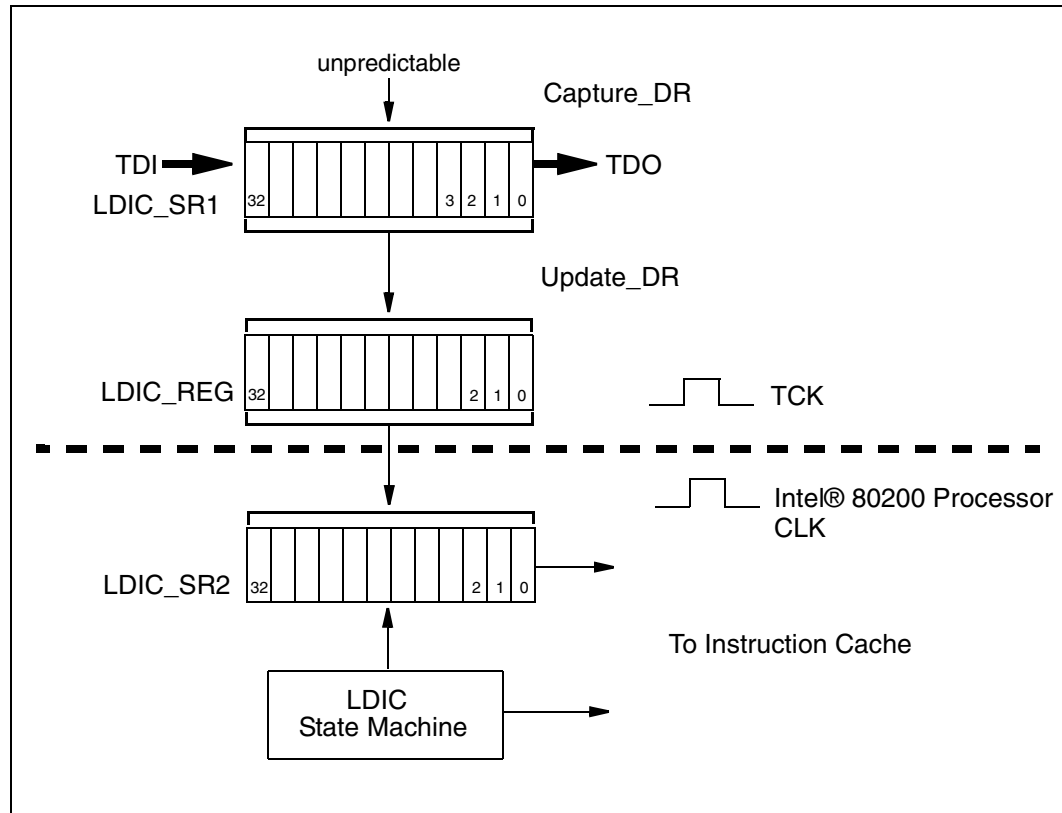 unpredictable
Capture_DR
TDI
TDO
LDIC_SR1
32 3 2 1 0
Update_DR
LDIC_REG
32 2 1 0
TCK
Intel® 80200 Processor
CLK
LDIC_SR2
32 2 1 0
To Instruction Cache
LDIC
State Machine